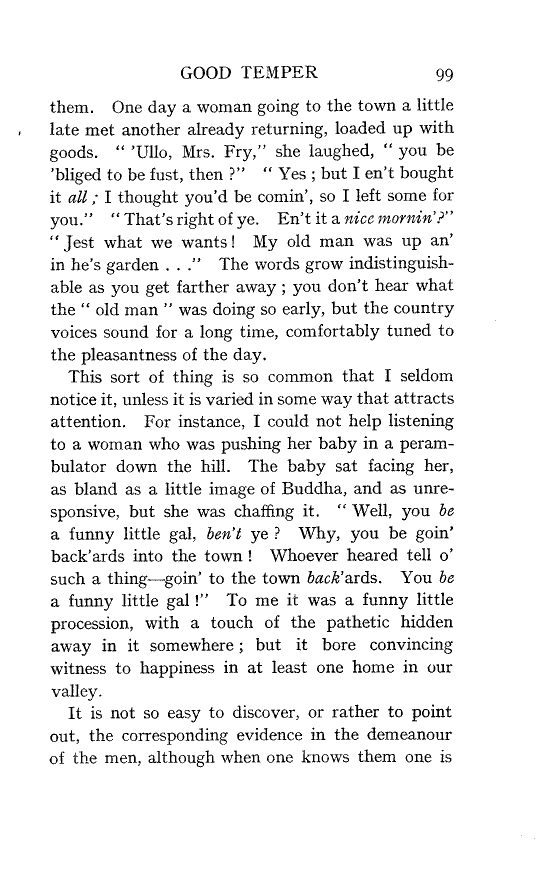 GOOD TEMPER 99
them. One day a woman going to the town a little
late met another already returning, loaded up with
goods. “ 'Ullo, Mrs. Fry,” she laughed, “ you be
'bliged to be fust, then ?” “ Yes ; but I en't bought
it all ; I thought you'd be comin', so I left some for
you.” “ That's right of ye. En't it a nice mornin'?”
“ Jest what we wants ! My old man was up an'
in he's garden . . .” The words grow indistinguish-
able as you get farther away ; you don't hear what
the “ old man ” was doing so early, but the country
voices sound for a long time, comfortably tuned to
the pleasantness of the day.
This sort of thing is so common that I seldom
notice it, unless it is varied in some way that attracts
attention. For instance, I could not help listening
to a woman who was pushing her baby in a peram-
bulator down the hill. The baby sat facing her,
as bland as a little image of Buddha, and as unre-
sponsive, but she was chaffing it. “ Well, you be
a funny little gal, ben't ye ? Why, you be goin'
back'ards into the town ! Whoever heared tell o'
such a thing—goin' to the town back'ards. You be
a funny little gal !” To me it was a funny little
procession, with a touch of the pathetic hidden
away in it somewhere ; but it bore convincing
witness to happiness in at least one home in our
valley.
It is not so easy to discover, or rather to point
out, the corresponding evidence in the demeanour
of the men, although when one knows them one is